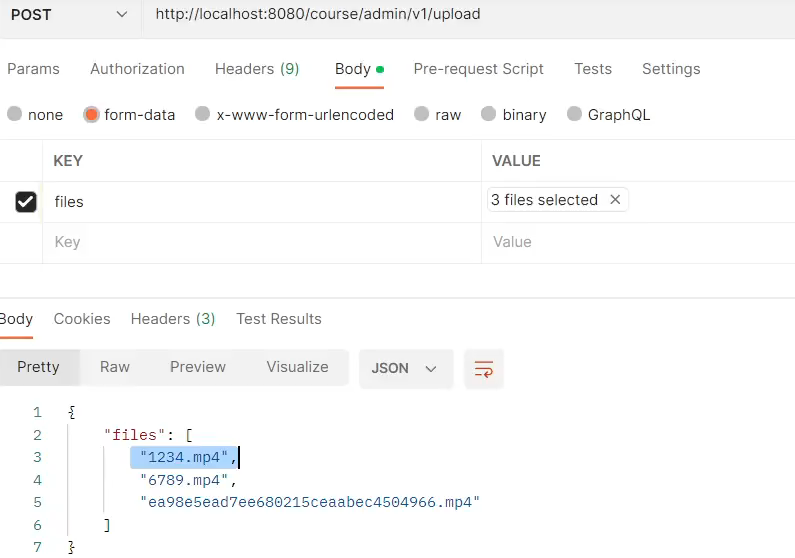 POST http://localhost:8080/course/admin/v1/upload
Params Authorization Headers (9) Body Pre-request Script Tests Settings
none form-data x-www-form-urlencoded raw binary GraphQL
KEY VALUE
files 3 files selected
Key Value
Body Cookies Headers (3) Test Results
Pretty Raw Preview Visualize JSON
1 {
2 "files": [
3 "1234.mp4",
4 "6789.mp4",
5 "ea98e5ead7ee680215ceaabec4504966.mp4"
6 ]
7 }